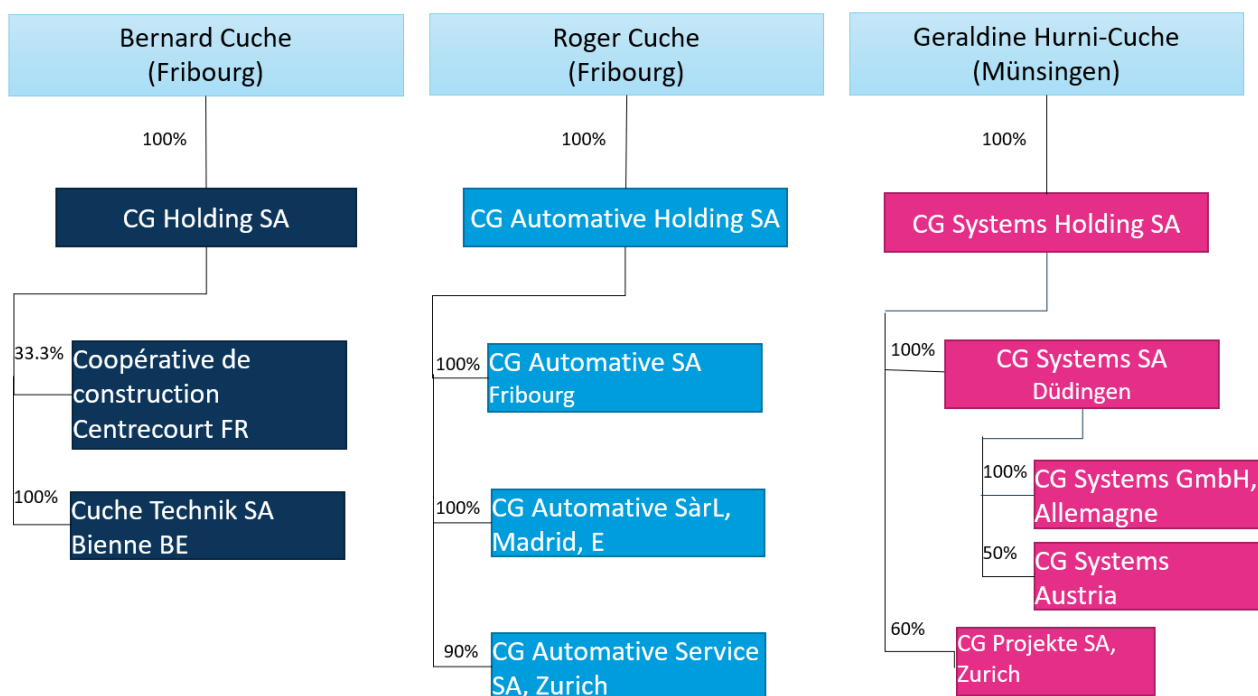 Bernard Cuche
(Fribourg)
100%
CG Holding SA
33.3%
Coopérative de
construction
Centrecourt FR
100%
Cuche Technik SA
Bienne BE
Roger Cuche
(Fribourg)
100%
CG Automative Holding SA
100%
CG Automative SA
Fribourg
100%
CG Automative SàrL,
Madrid, E
90%
CG Automative Service
SA, Zurich
Geraldine Hurni-Cuche
(Münsingen)
100%
CG Systems Holding SA
100%
CG Systems SA
Düdingen
100%
CG Systems GmbH,
Allemagne
50%
CG Systems
Austria
60%
CG Projekte SA,
Zurich